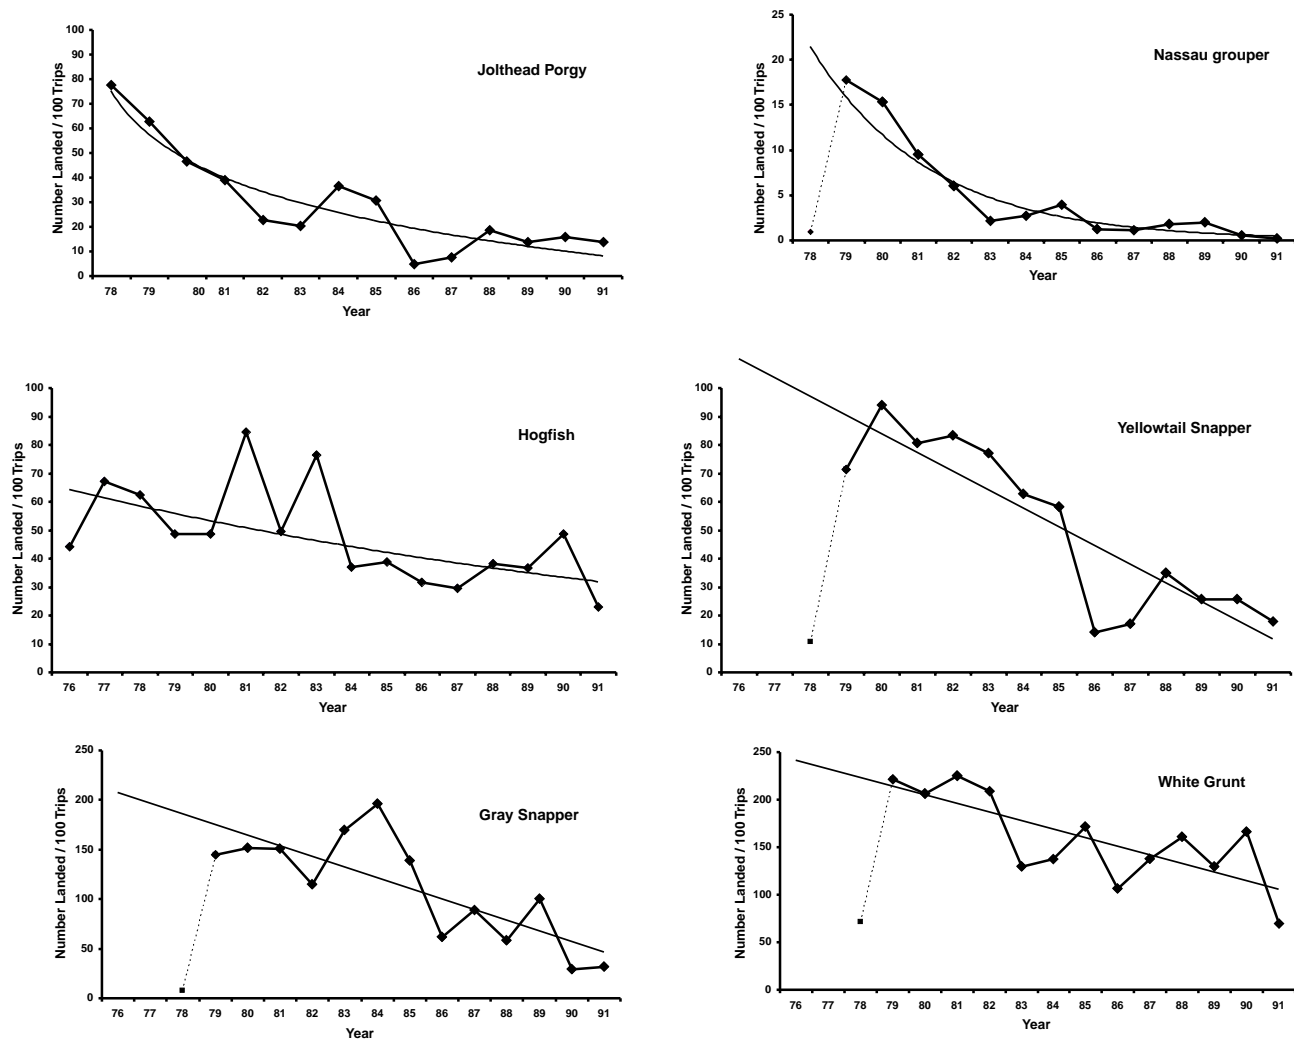 Jolthead Porgy
Number Landed / 100 Trips
100
90
80
70
60
50
40
30
20
10
0
78 79 80 81 82 83 84 85 86 87 88 89 90 91
Year
Nassau grouper
Number Landed / 100 Trips
25
20
15
10
5
0
78 79 80 81 82 83 84 85 86 87 88 89 90 91
Year
Hogfish
Number Landed / 100 Trips
100
90
80
70
60
50
40
30
20
10
0
76 77 78 79 80 81 82 83 84 85 86 87 88 89 90 91
Year
Yellowtail Snapper
Number Landed / 100 Trips
100
90
80
70
60
50
40
30
20
10
0
76 77 78 79 80 81 82 83 84 85 86 87 88 89 90 91
Year
Gray Snapper
Number Landed / 100 Trips
250
200
150
100
50
0
76 77 78 79 80 81 82 83 84 85 86 87 88 89 90 91
Year
White Grunt
Number Landed / 100 Trips
250
200
150
100
50
0
76 77 78 79 80 81 82 83 84 85 86 87 88 89 90 91
Year